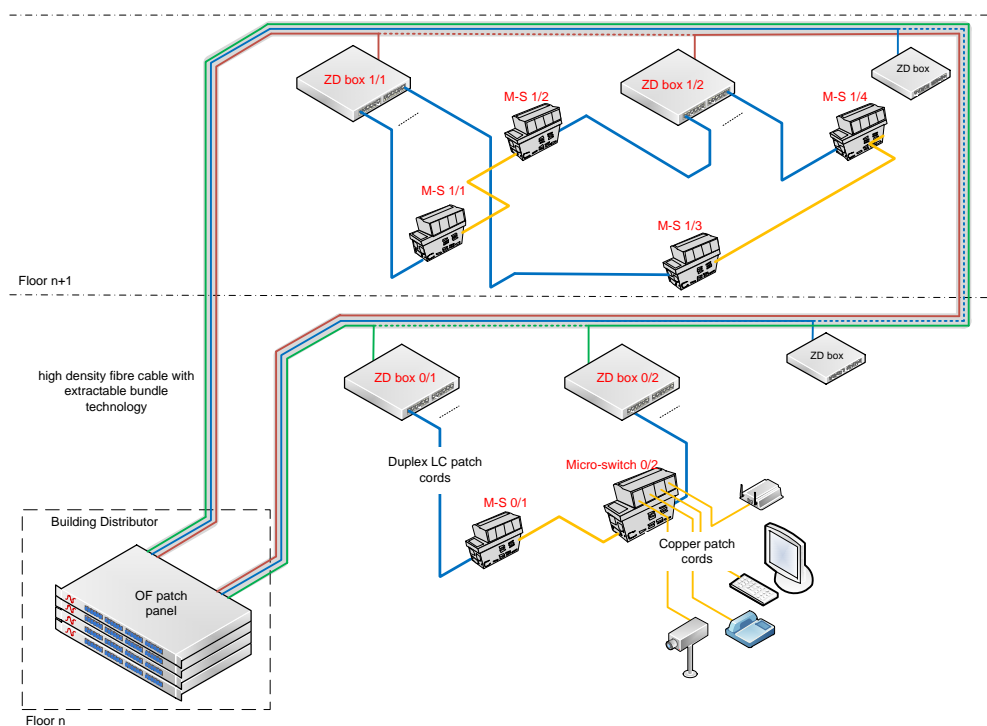 ZD box 1/1
M-S 1/2
ZD box 1/2
M-S 1/4
ZD box
M-S 1/1
M-S 1/3
Floor n+1
ZD box 0/1
ZD box 0/2
ZD box
high density fibre cable with
extractable bundle
technology
Duplex LC patch
cords
Micro-switch 0/2
M-S 0/1
Building Distributor
Copper patch
cords
OF patch
panel
Floor n